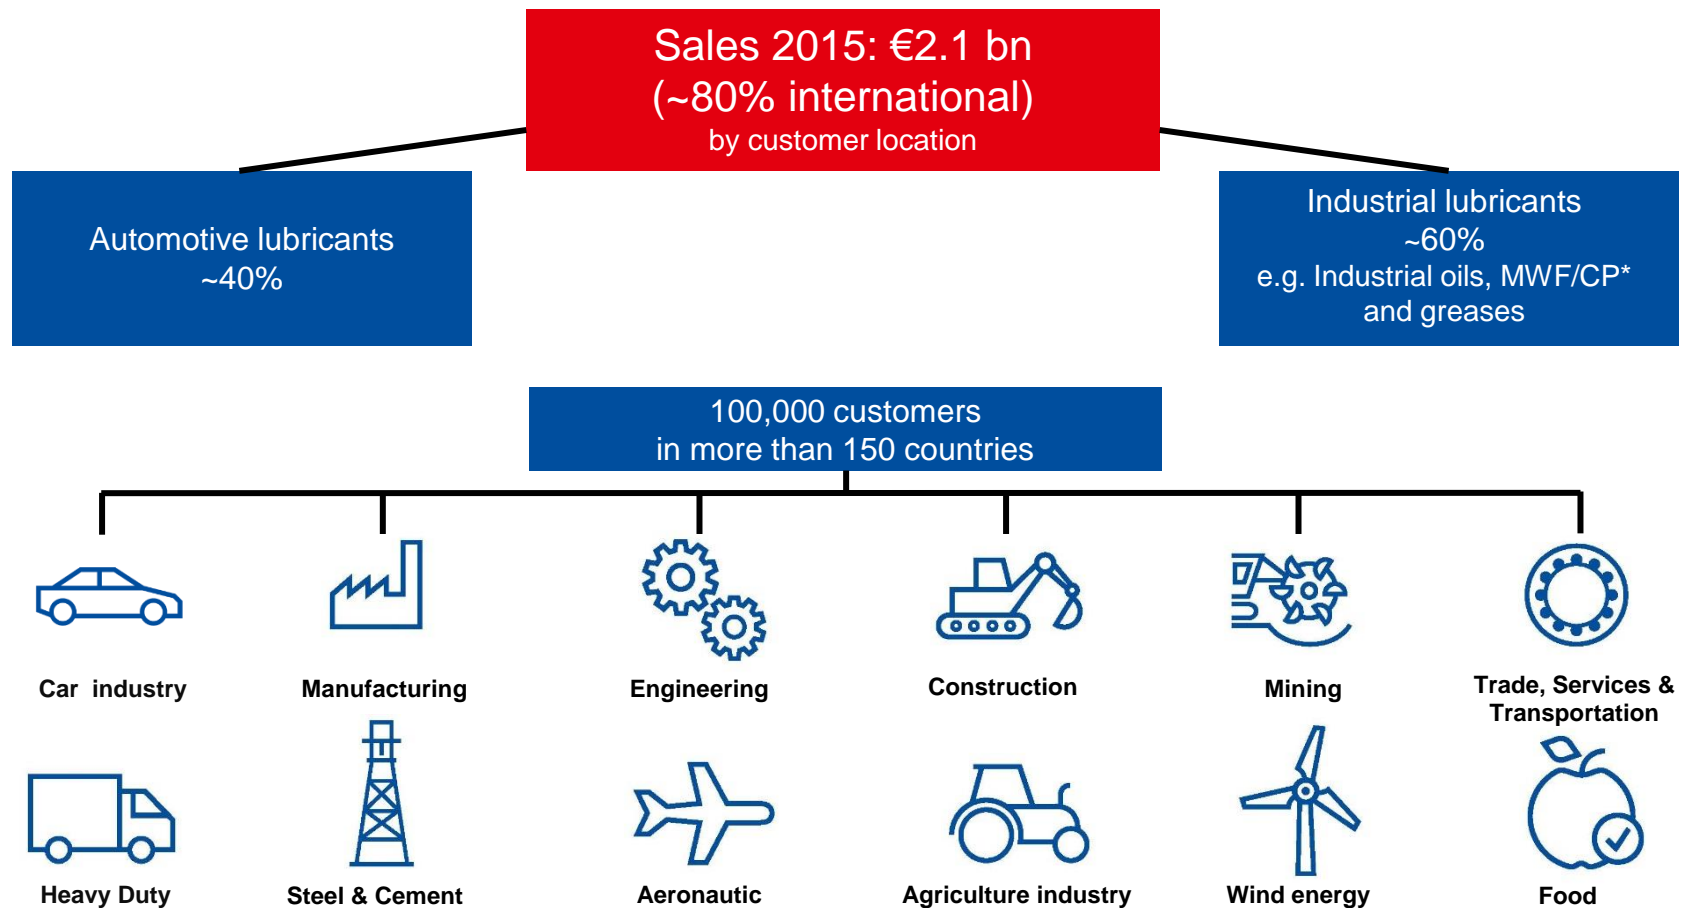 Sales 2015: €2.1 bn
(~80% international)
by customer location
Automotive lubricants
~40%
Industrial lubricants
~60%
e.g. Industrial oils, MWF/CP*
and greases
100,000 customers
in more than 150 countries
Car industry
Manufacturing
Engineering
Construction
Mining
Trade, Services &
Transportation
Heavy Duty
Steel & Cement
Aeronautic
Agriculture industry
Wind energy
Food